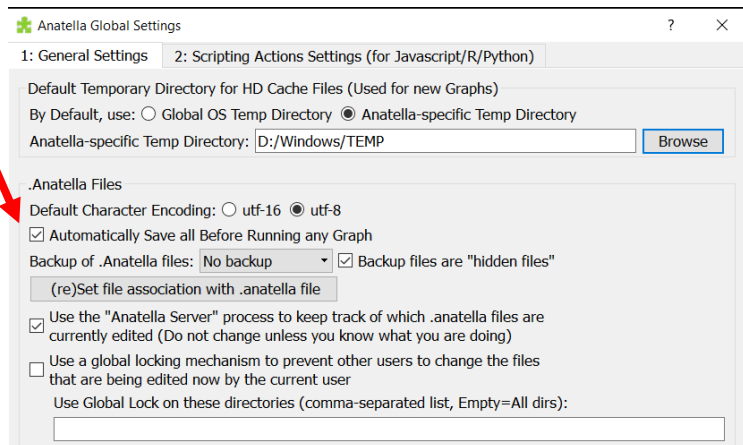 Anatella Global Settings ? ×
1: General Settings 2: Scripting Actions Settings (for Javascript/R/Python)
Default Temporary Directory for HD Cache Files (Used for new Graphs)
By Default, use: Global OS Temp Directory Anatella-specific Temp Directory
Anatella-specific Temp Directory: D:/Windows/TEMP Browse
.Anatella Files
Default Character Encoding: utf-16 utf-8
Automatically Save all Before Running any Graph
Backup of .Anatella files: No backup Backup files are "hidden files"
(re)Set file association with .anatella file
Use the "Anatella Server" process to keep track of which .anatella files are
currently edited (Do not change unless you know what you are doing)
Use a global locking mechanism to prevent other users to change the files
that are being edited now by the current user
Use Global Lock on these directories (comma-separated list, Empty=All dirs):